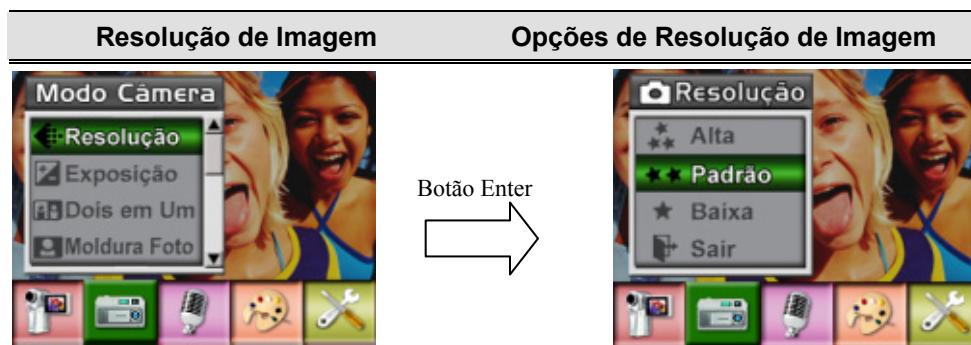 Resolução de Imagem
Opções de Resolução de Imagem
Modo Câmera
Resolução
Exposição
Dois em Um
Moldura Foto
Botão Enter
Resolução
Alta
Padrão
Baixa
Sair